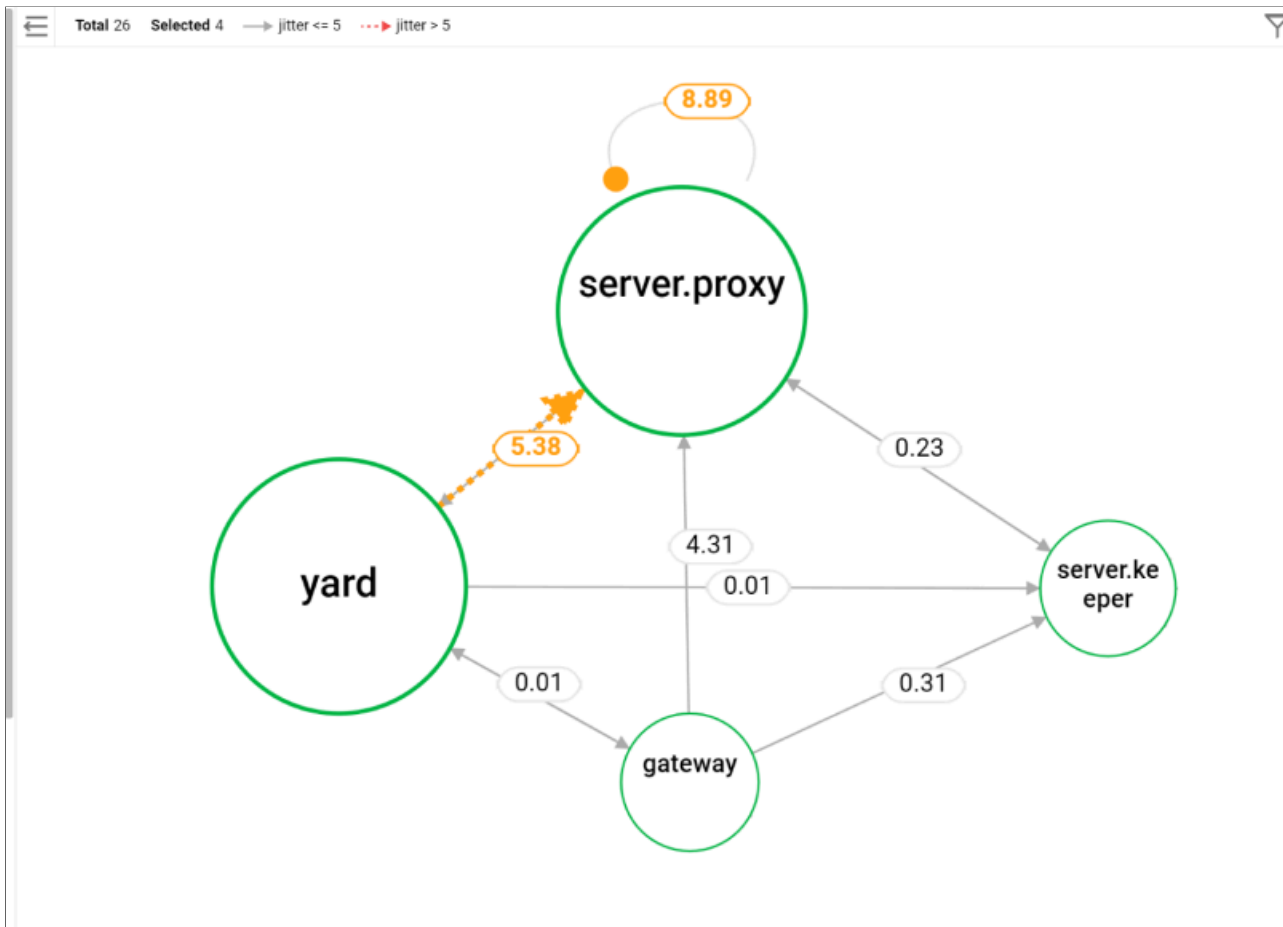 Total 26 Selected 4 jitter <= 5 jitter > 5
8.89
server.proxy
5.38
0.23
4.31
yard
0.01
server.ke
eper
0.01
0.31
gateway